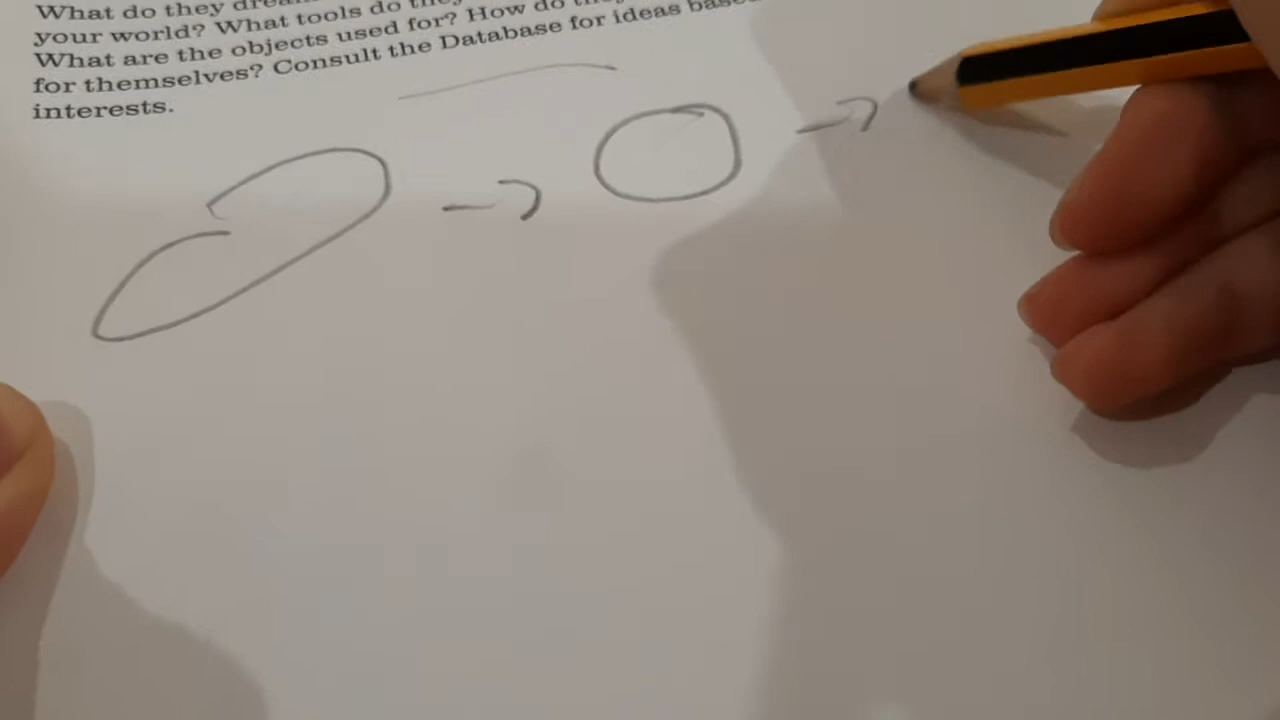 What do they
your world? What tools do
What are the objects used for? How do
for themselves? Consult the Database for ideas
interests.